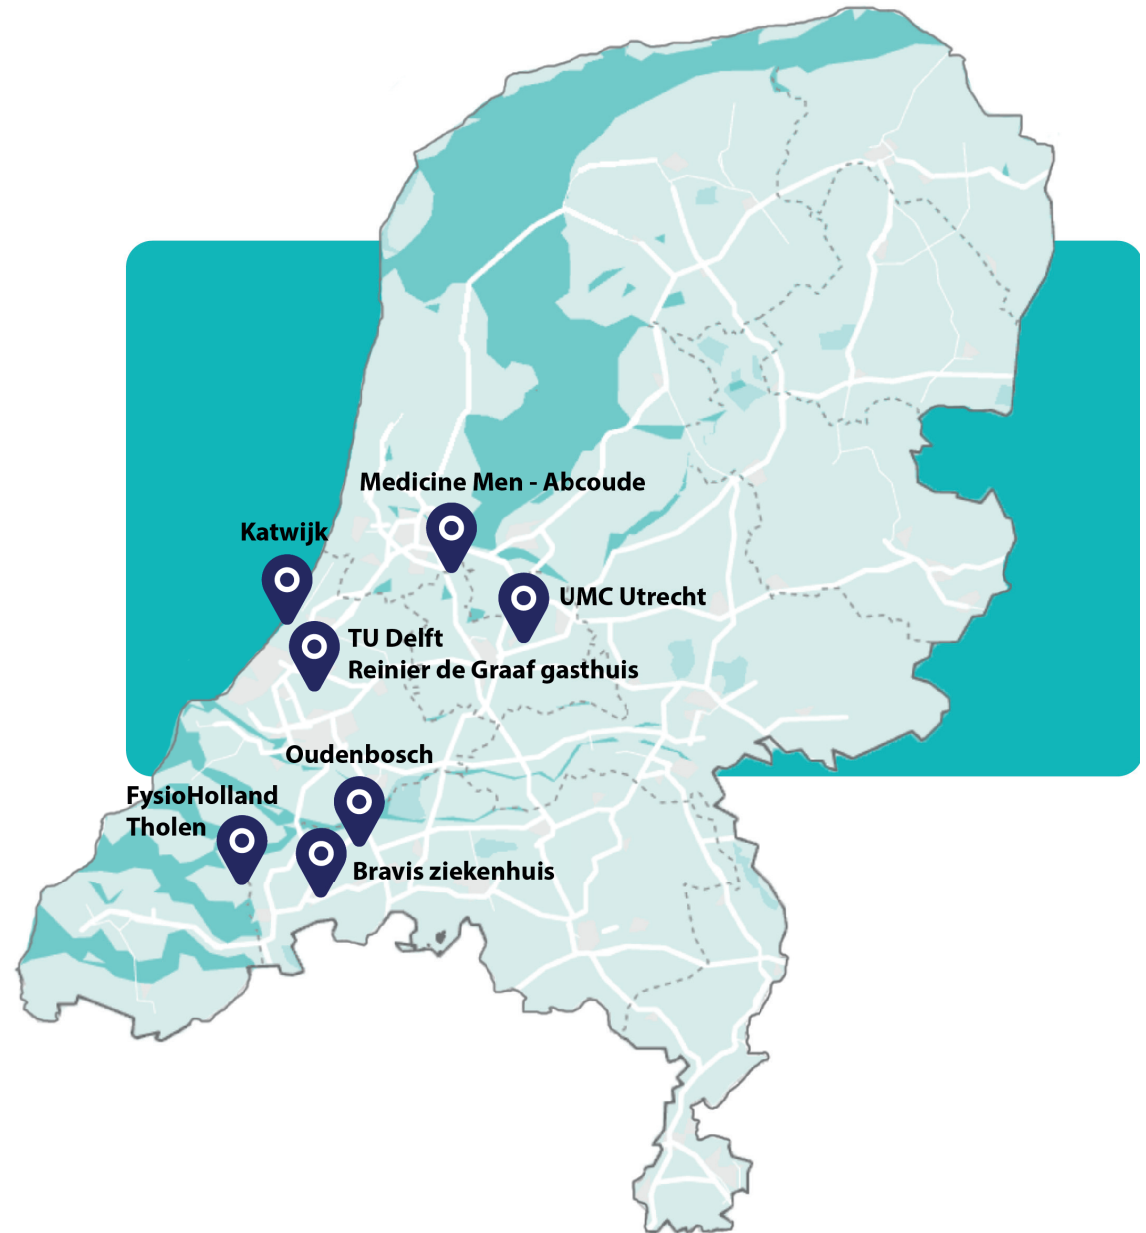 Medicine Men - Abcoude
Katwijk
UMC Utrecht
TU Delft
Reinier de Graaf gasthuis
Oudenbosch
FysioHolland
Tholen
Bravis ziekenhuis